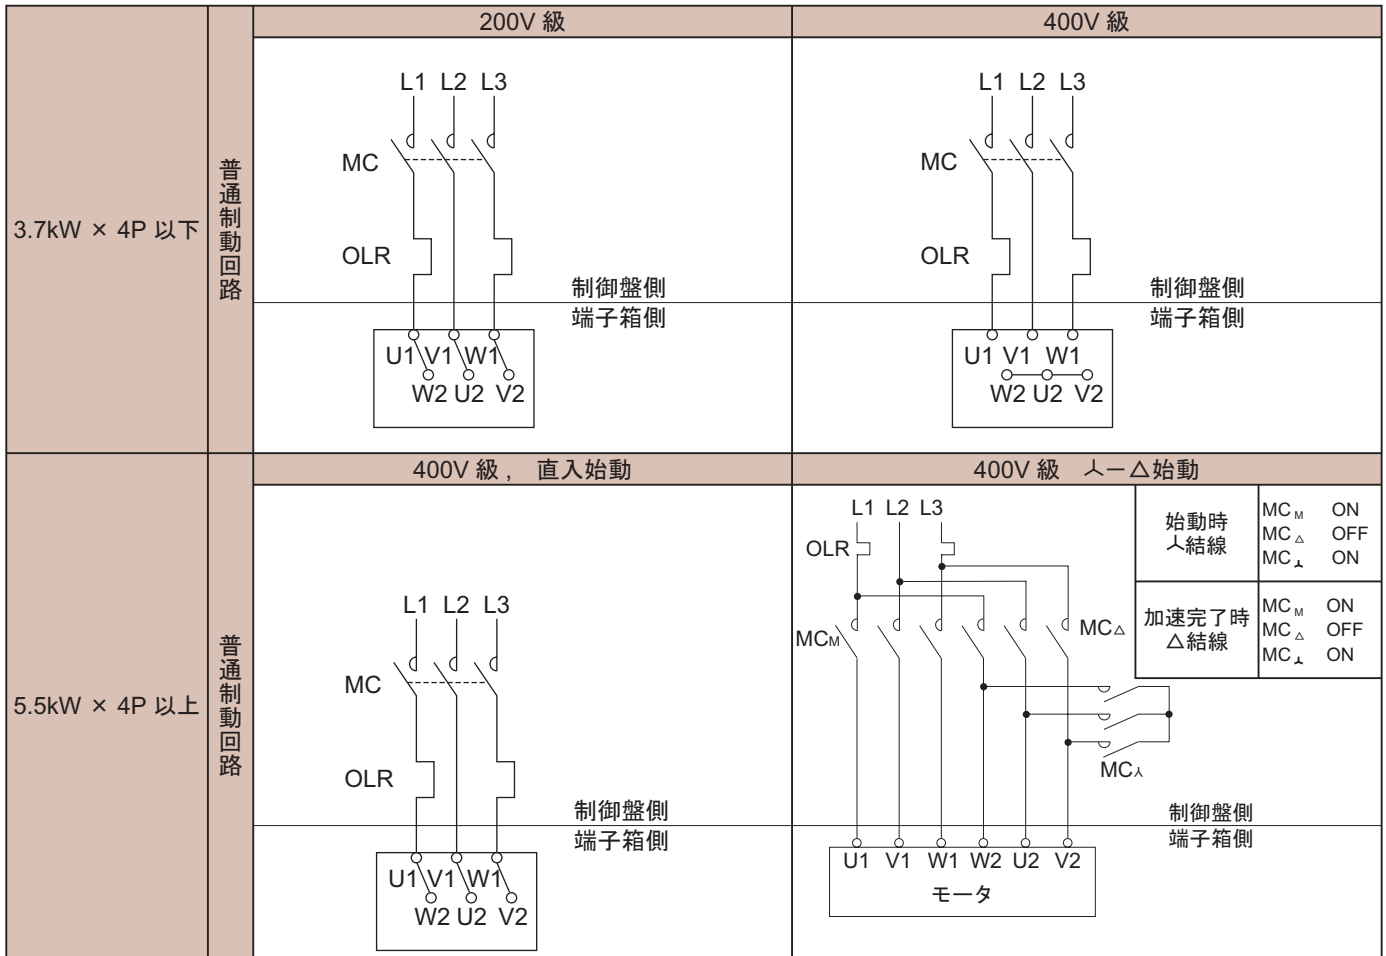 200V 級
400V 級
3.7kW × 4P 以下
普通制動回路
L1 L2 L3
MC
OLR
制御盤側
端子箱側
U1 V1 W1
W2 U2 V2
L1 L2 L3
MC
OLR
制御盤側
端子箱側
U1 V1 W1
W2 U2 V2
400V 級 , 直入始動
400V 級 人ー△始動
5.5kW × 4P 以上
普通制動回路
L1 L2 L3
MC
OLR
制御盤側
端子箱側
U1 V1 W1
W2 U2 V2
L1 L2 L3
OLR
MCM
MC△
MC人
始動時
人結線
MCM ON
MC△ OFF
MC人 ON
加速完了時
△結線
MCM ON
MC△ OFF
MC人 ON
制御盤側
端子箱側
U1 V1 W1 W2 U2 V2
モータ